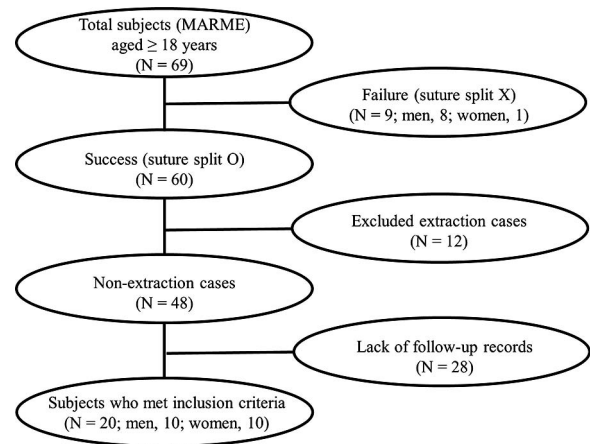 Total subjects (MARME)
aged ≥ 18 years
(N = 69)
Failure (suture split X)
(N = 9; men, 8; women, 1)
Success (suture split O)
(N = 60)
Excluded extraction cases
(N = 12)
Non-extraction cases
(N = 48)
Lack of follow-up records
(N = 28)
Subjects who met inclusion criteria
(N = 20; men, 10; women, 10)